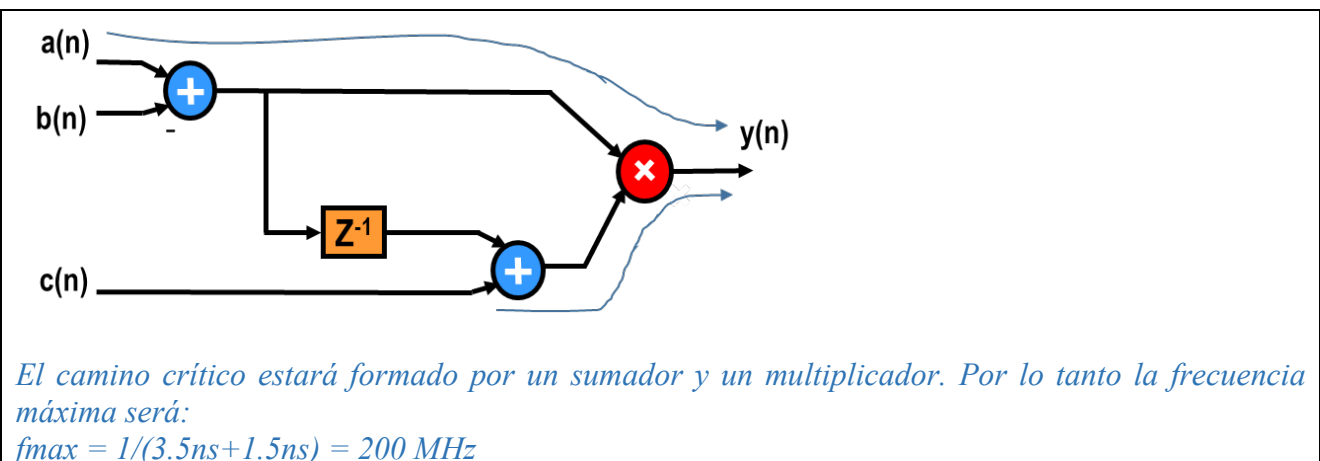 a(n)
+
b(n)
-
y(n)
×
Z-1
+
c(n)
El camino crítico estará formado por un sumador y un multiplicador. Por lo tanto la frecuencia
máxima será:
fmax = 1/(3.5ns+1.5ns) = 200 MHz